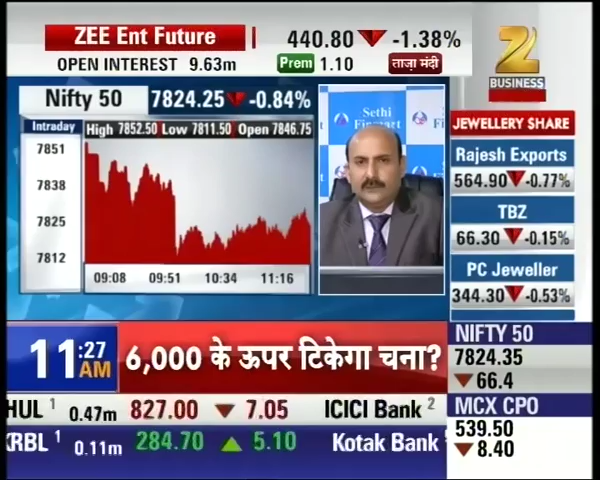 ZEE Ent Future
440.80 -1.38%
OPEN INTEREST 9.63m
Prem 1.10
ताज़ा मंदी
Z
BUSINESS
Nifty 50
7824.25 -0.84%
Intraday
High 7852.50 Low 7811.50 Open 7846.75
7851
7838
7825
7812
09:08 09:51 10:34 11:16
Sethi
Finmart
JEWELLERY SHARE
Rajesh Exports
564.90 -0.77%
TBZ
66.30 -0.15%
PC Jeweller
344.30 -0.53%
11:27
AM
6,000 के ऊपर टिकेगा चना?
NIFTY 50
7824.35
66.4
HUL 1 0.47m 827.00 7.05 ICICI Bank 2
MCX CPO
539.50
8.40
KRBL 1 0.11m 284.70 5.10 Kotak Bank